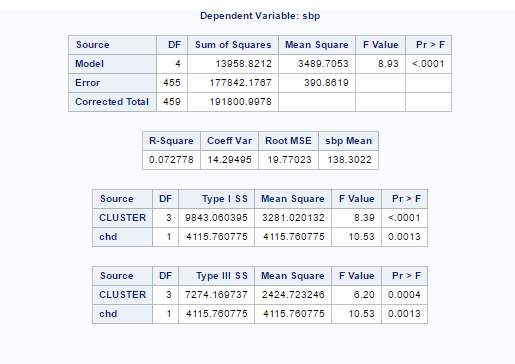 Dependent Variable: sbp
Source DF Sum of Squares Mean Square F Value Pr > F
Model 4 13958.8212 3489.7053 8.93 <.0001
Error 455 177842.1767 390.8619
Corrected Total 459 191800.9978
R-Square Coeff Var Root MSE sbp Mean
0.072778 14.29495 19.77023 138.3022
Source DF Type I SS Mean Square F Value Pr > F
CLUSTER 3 9843.060395 3281.020132 8.39 <.0001
chd 1 4115.760775 4115.760775 10.53 0.0013
Source DF Type III SS Mean Square F Value Pr > F
CLUSTER 3 7274.169737 2424.723246 6.20 0.0004
chd 1 4115.760775 4115.760775 10.53 0.0013